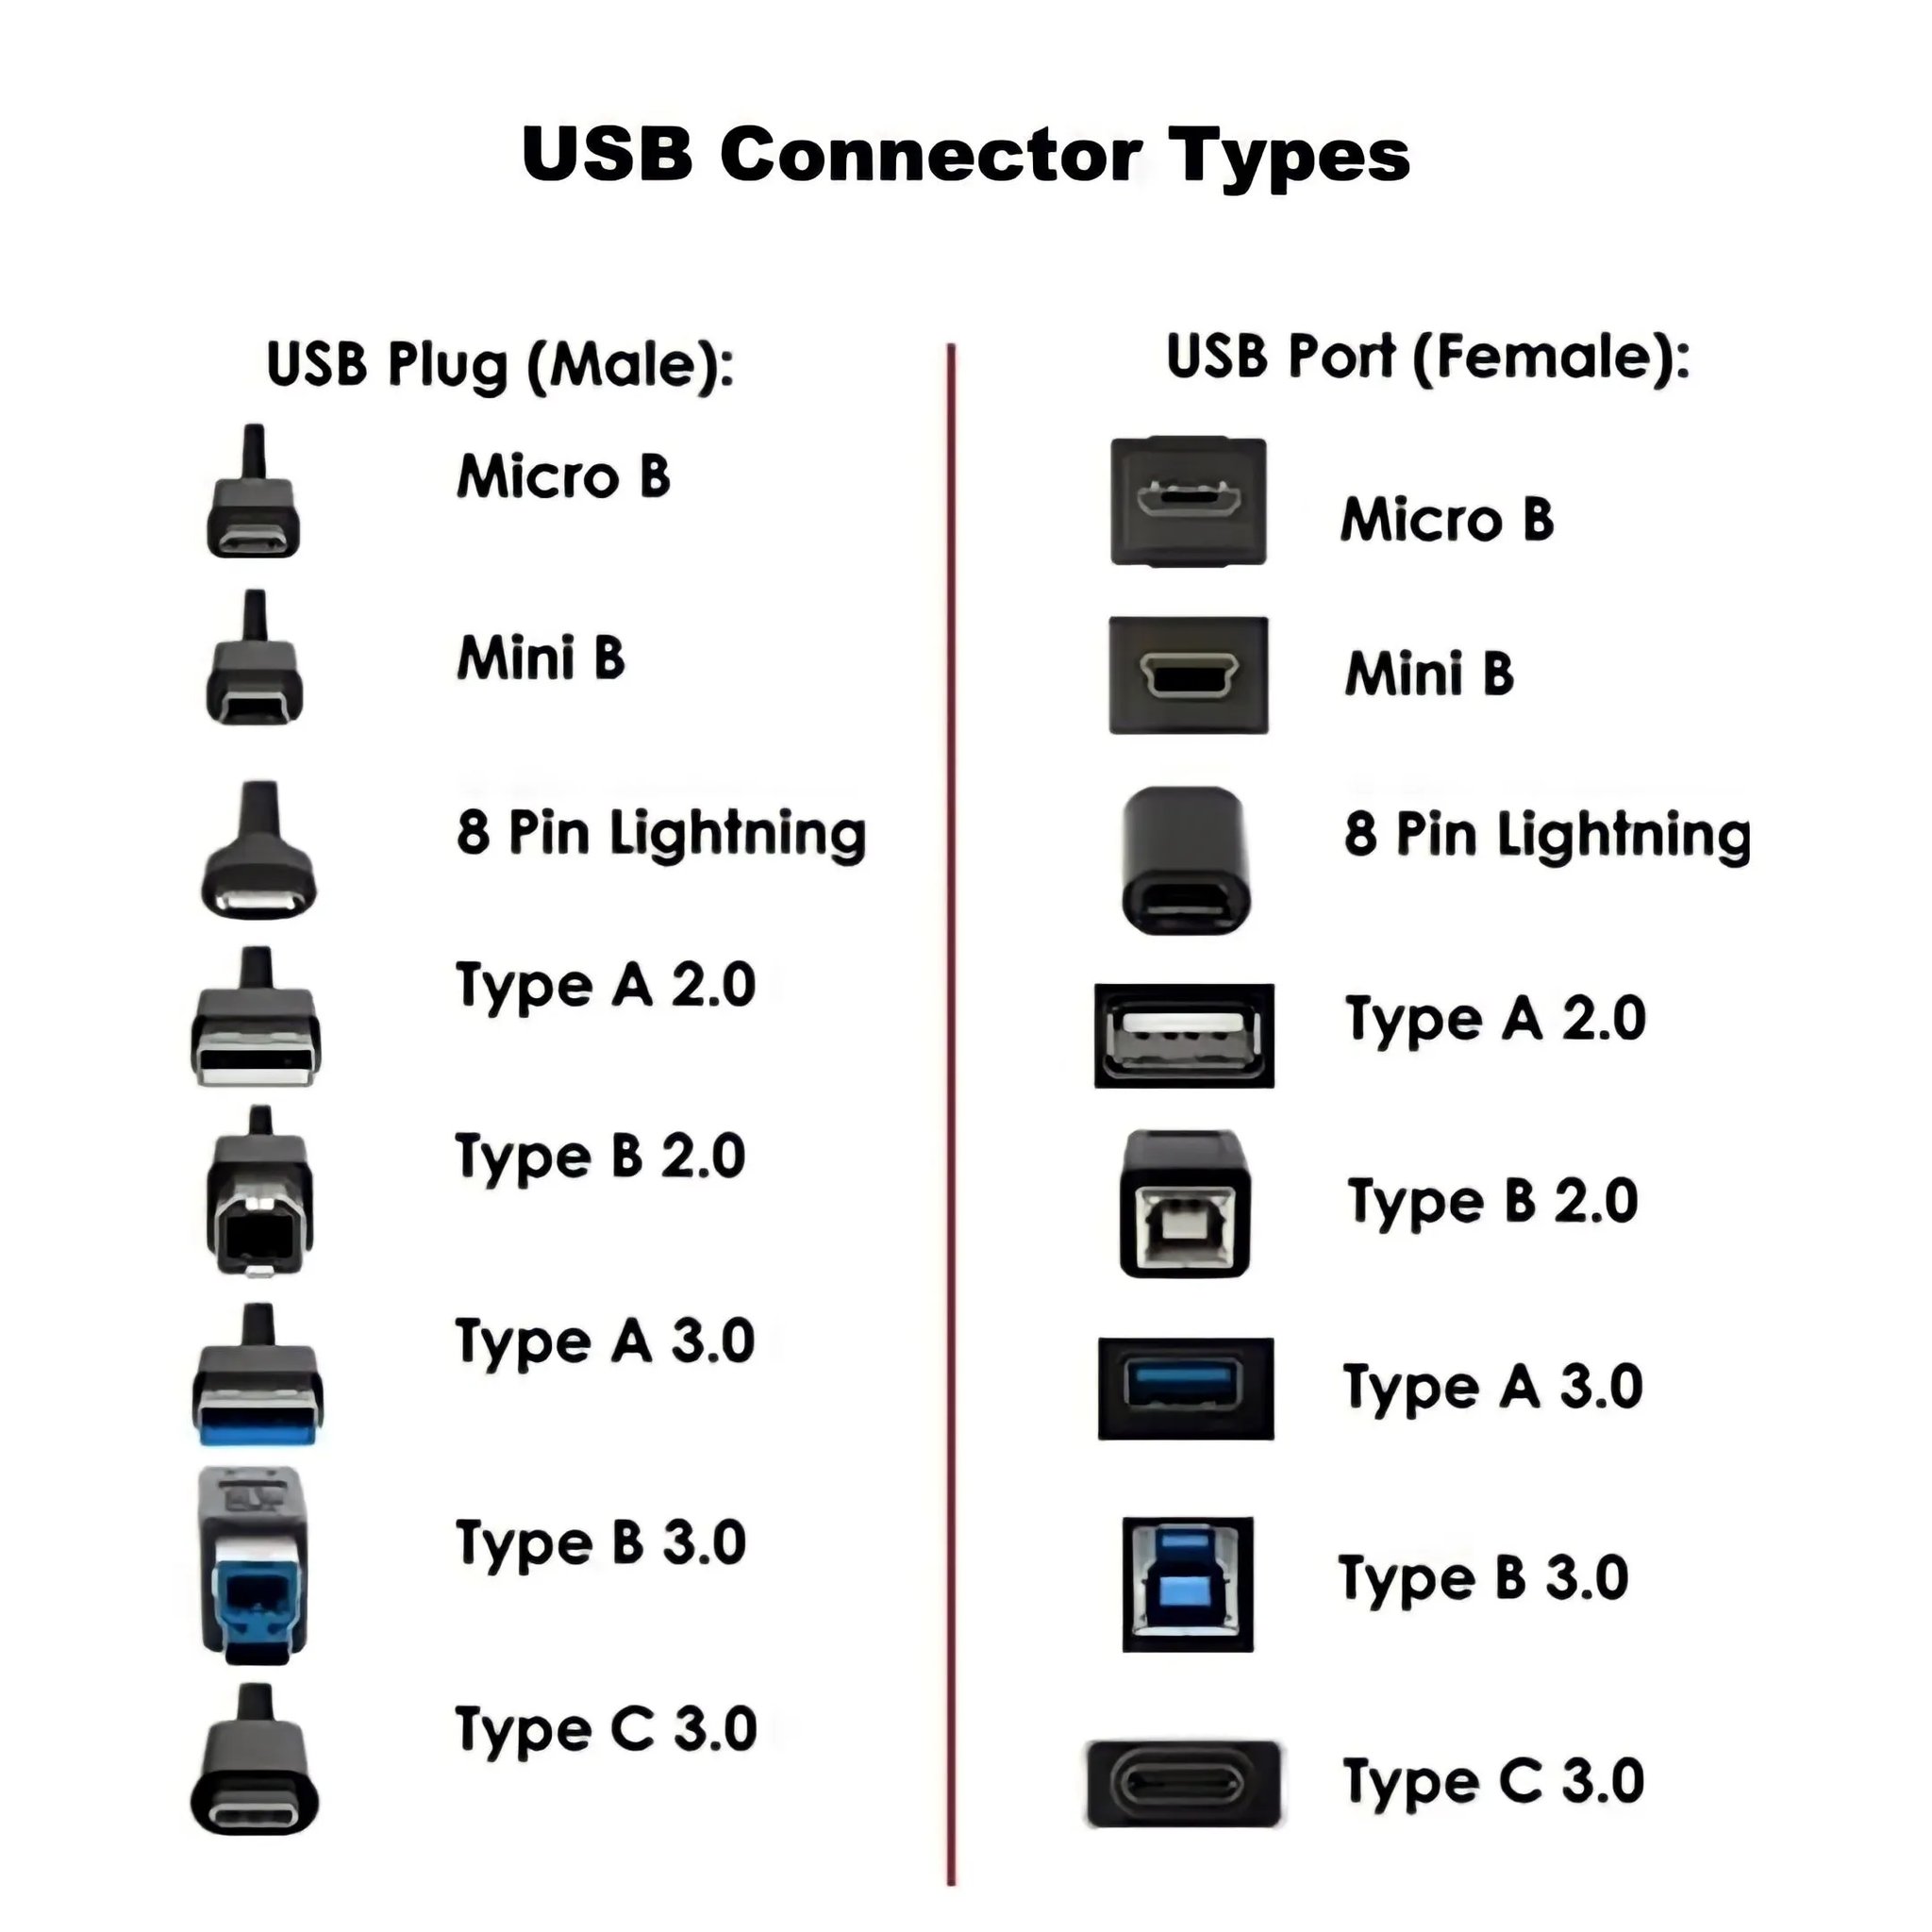 USB Connector Types
USB Plug (Male):
Micro B
Mini B
8 Pin Lightning
Type A 2.0
Type B 2.0
Type A 3.0
Type B 3.0
Type C 3.0
USB Port (Female):
Micro B
Mini B
8 Pin Lightning
Type A 2.0
Type B 2.0
Type A 3.0
Type B 3.0
Type C 3.0